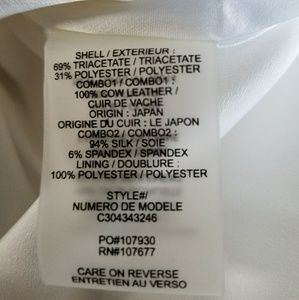 SHELL / EXTERIEUR :
69% TRIACETATE / TRIACETATE
31% POLYESTER / POLYESTER
COMBO1 / COMBO1 :
100% COW LEATHER /
CUIR DE VACHE
ORIGIN : JAPAN
ORIGINE DU CUIR : LE JAPON
COMBO2 / COMBO2 :
94% SILK / SOIE
6% SPANDEX / SPANDEX
LINING / DOUBLURE :
100% POLYESTER / POLYESTER
STYLE#/
NUMERO DE MODELE
C304343246
PO#107930
RN#107677
CARE ON REVERSE
ENTRETIEN AU VERSO